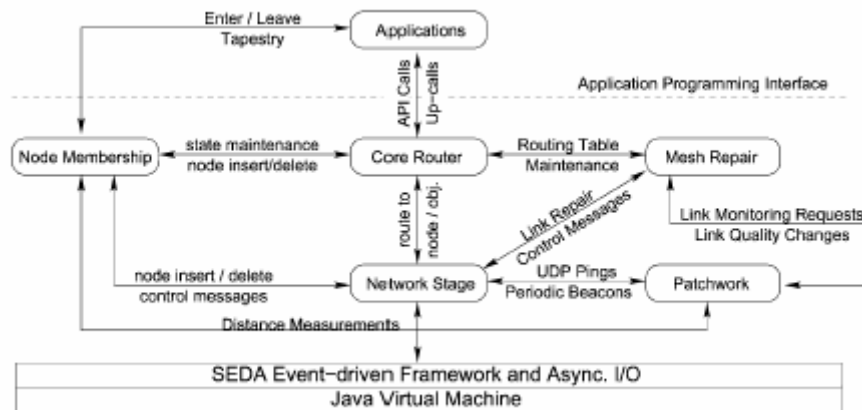 Enter / Leave
Tapestry
Applications
API Calls
Up-calls
Application Programming Interface
Node Membership
state maintenance
node insert/delete
Core Router
Routing Table
Maintenance
Mesh Repair
route to
node / obj.
Link Repair
Control Messages
Link Monitoring Requests
Link Quality Changes
node insert / delete
control messages
Network Stage
UDP Pings
Periodic Beacons
Patchwork
Distance Measurements
SEDA Event-driven Framework and Async. I/O
Java Virtual Machine